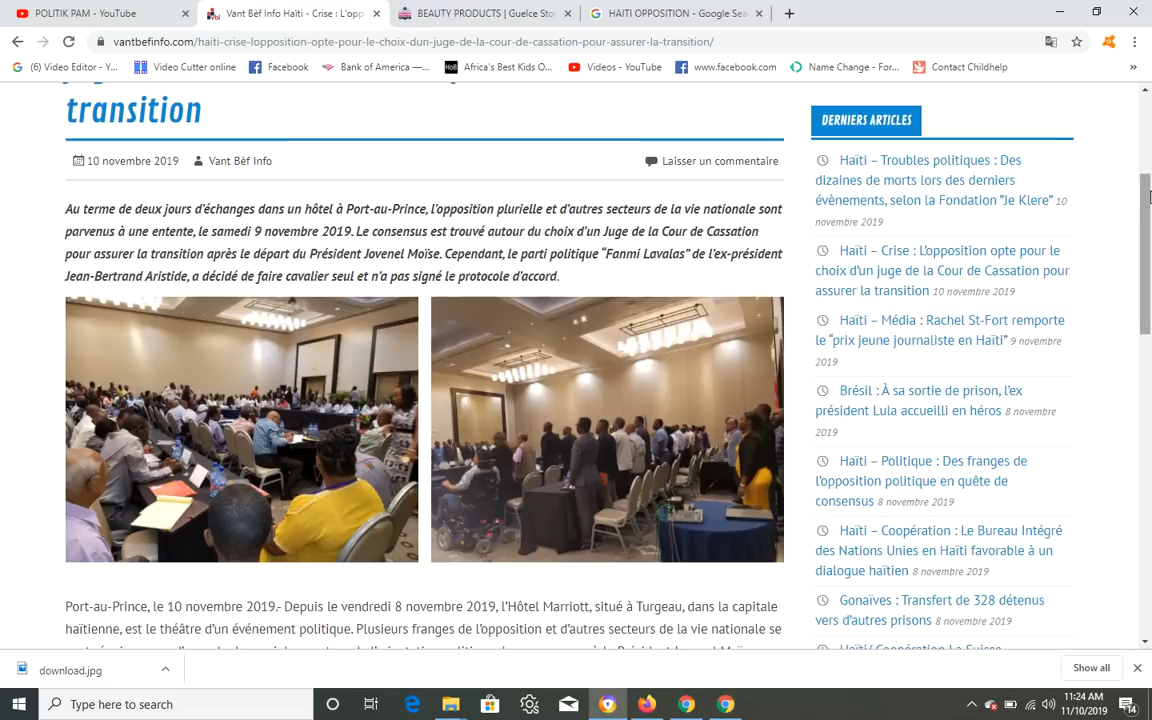 POLITIK PAM - YouTube
Vant Bèf Info Haïti - Crise : L'opp
BEAUTY PRODUCTS | Guelce Sto
HAITI OPPOSITION - Google Sea
vantbefinfo.com/haiti-crise-lopposition-opte-pour-le-choix-dun-juge-de-la-cour-de-cassation-pour-assurer-la-transition/
(6) Video Editor - Y...
Video Cutter online
Facebook
Bank of America —...
Africa's Best Kids O...
Videos - YouTube
www.facebook.com
Name Change - For...
Contact Childhelp
»
transition
10 novembre 2019
Vant Bèf Info
Laisser un commentaire
Au terme de deux jours d'échanges dans un hôtel à Port-au-Prince, l'opposition plurielle et d'autres secteurs de la vie nationale sont
parvenus à une entente, le samedi 9 novembre 2019. Le consensus est trouvé autour du choix d'un Juge de la Cour de Cassation
pour assurer la transition après le départ du Président Jovenel Moïse. Cependant, le parti politique “Fanmi Lavalas” de l'ex-président
Jean-Bertrand Aristide, a décidé de faire cavalier seul et n'a pas signé le protocole d'accord.
Port-au-Prince, le 10 novembre 2019.- Depuis le vendredi 8 novembre 2019, l'Hôtel Marriott, situé à Turgeau, dans la capitale
haïtienne, est le théâtre d'un événement politique. Plusieurs franges de l'opposition et d'autres secteurs de la vie nationale se
DERNIERS ARTICLES
Haïti – Troubles politiques : Des
dizaines de morts lors des derniers
évènements, selon la Fondation "Je Klere" 10
novembre 2019
Haïti – Crise : L'opposition opte pour le
choix d'un juge de la Cour de Cassation pour
assurer la transition 10 novembre 2019
Haïti – Média : Rachel St-Fort remporte
le “prix jeune journaliste en Haïti” 9 novembre
2019
Brésil : À sa sortie de prison, l'ex
président Lula accueilli en héros 8 novembre
2019
Haïti – Politique : Des franges de
l'opposition politique en quête de
consensus 8 novembre 2019
Haïti – Coopération : Le Bureau Intégré
des Nations Unies en Haïti favorable à un
dialogue haïtien 8 novembre 2019
Gonaïves : Transfert de 328 détenus
vers d'autres prisons 8 novembre 2019
Haïti/ Coopération La Suisse
download.jpg
Show all
Type here to search
11:24 AM
11/10/2019
14